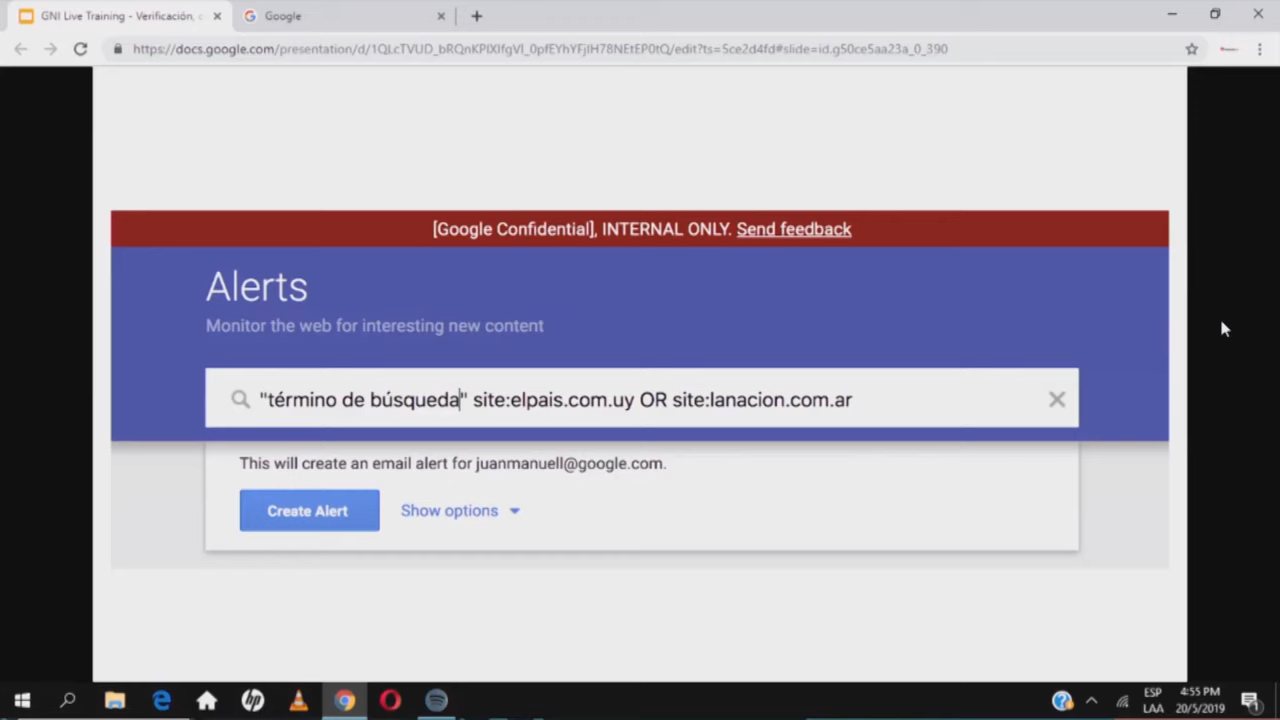 GNI Live Training - Verificación, c
Google
https://docs.google.com/presentation/d/1QLcTVUD_bRQnKPlXlfgVl_0pfEYhYFjIH78NEtEP0tQ/edit?ts=5ce2d4fd#slide=id.g50ce5aa23a_0_390
[Google Confidential], INTERNAL ONLY. Send feedback
Alerts
Monitor the web for interesting new content
"término de búsqueda" site:elpais.com.uy OR site:lanacion.com.ar
This will create an email alert for juanmanuell@google.com.
Create Alert
Show options
ESP
LAA
4:55 PM
20/5/2019